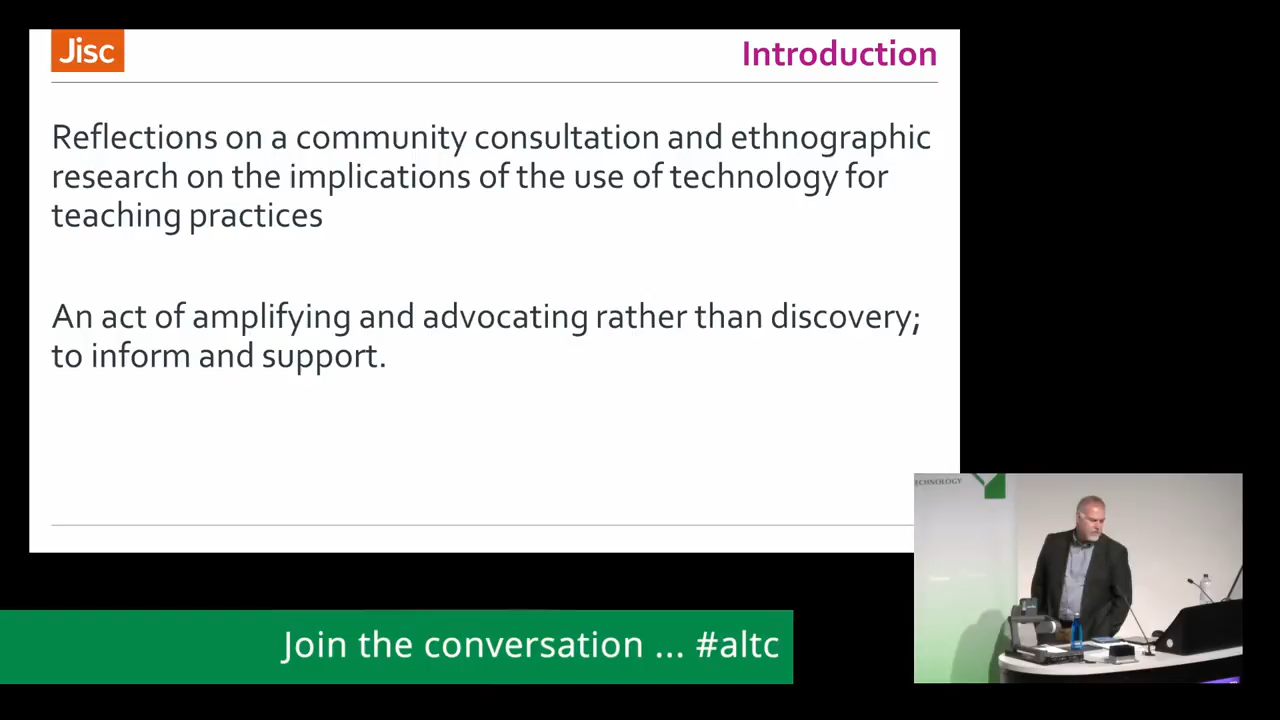 Jisc
Introduction
Reflections on a community consultation and ethnographic
research on the implications of the use of technology for
teaching practices
An act of amplifying and advocating rather than discovery;
to inform and support.
ECHNOLOGY
Join the conversation ... #altc